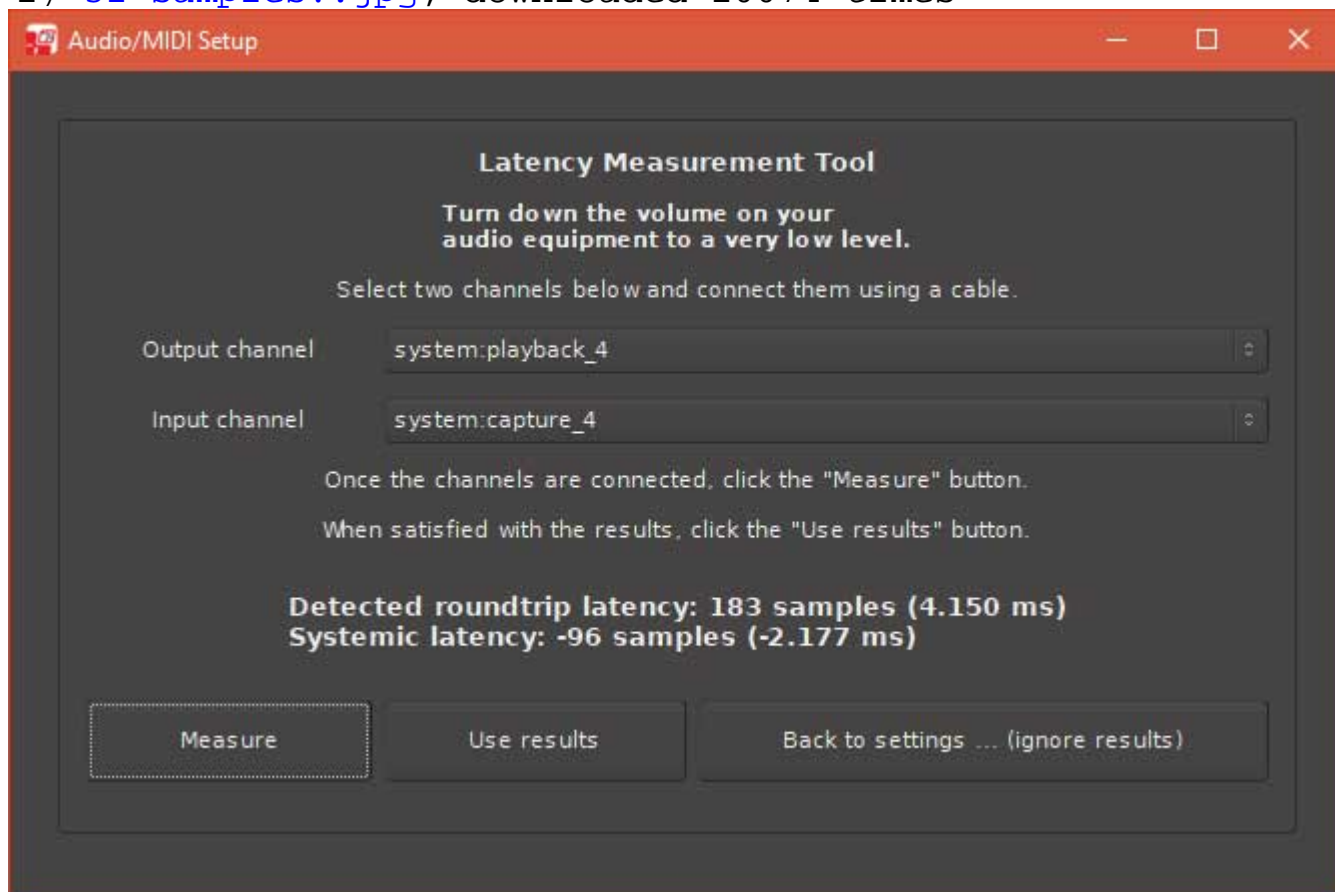 Audio/MIDI Setup
Latency Measurement Tool
Turn down the volume on your
audio equipment to a very low level.
Select two channels below and connect them using a cable.
Output channel system:playback_4
Input channel system:capture_4
Once the channels are connected, click the "Measure" button.
When satisfied with the results, click the "Use results" button.
Detected roundtrip latency: 183 samples (4.150 ms)
Systemic latency: -96 samples (-2.177 ms)
Measure Use results Back to settings ... (ignore results)